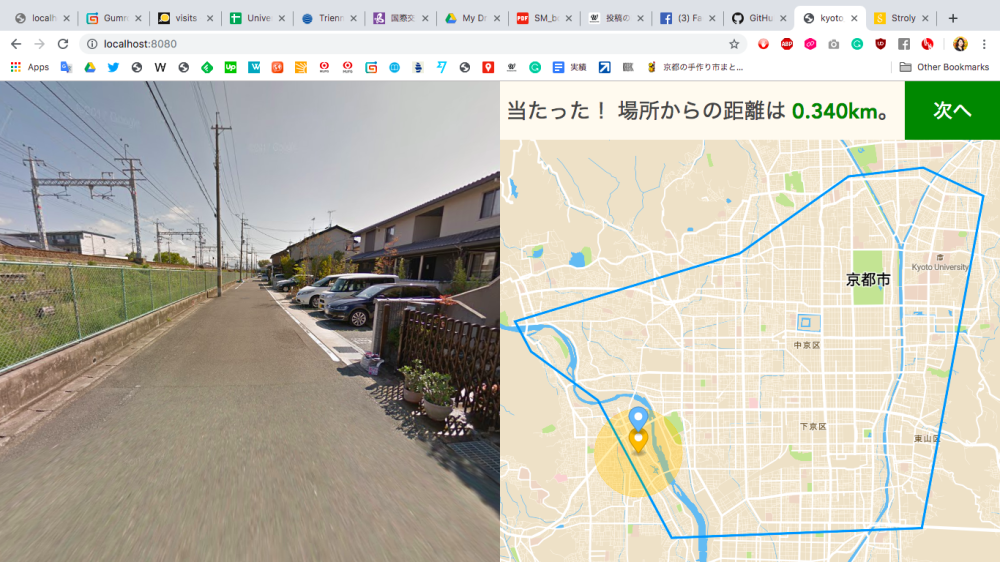 localh
Gumr
visits
Unive
Trienr
国際交
My Dr
SM_bo
投稿の
(3) Fa
GitHu
kyoto
Stroly
localhost:8080
Apps
実績
京都の手作り市まと...
Other Bookmarks
当たった！ 場所からの距離は 0.340km。
次へ
Kyoto University
京都市
中京区
下京区
東山区